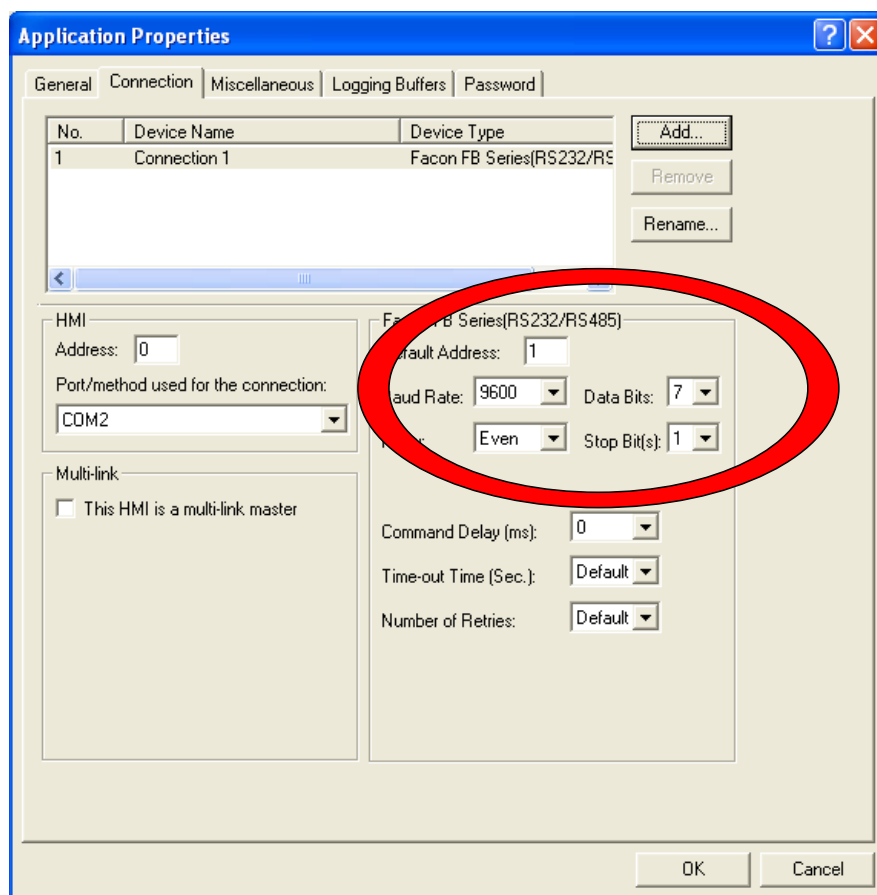 Application Properties
General Connection Miscellaneous Logging Buffers Password
No. Device Name Device Type
1 Connection 1 Facon FB Series(RS232/RS
Add...
Remove
Rename...
HMI
Address: 0
Port/method used for the connection:
COM2
Multi-link
This HMI is a multi-link master
FB Series(RS232/RS485)
Address: 1
Rate: 9600 Data Bits: 7
Even Stop Bit(s): 1
Command Delay (ms): 0
Time-out Time (Sec.): Default
Number of Retries: Default
OK Cancel